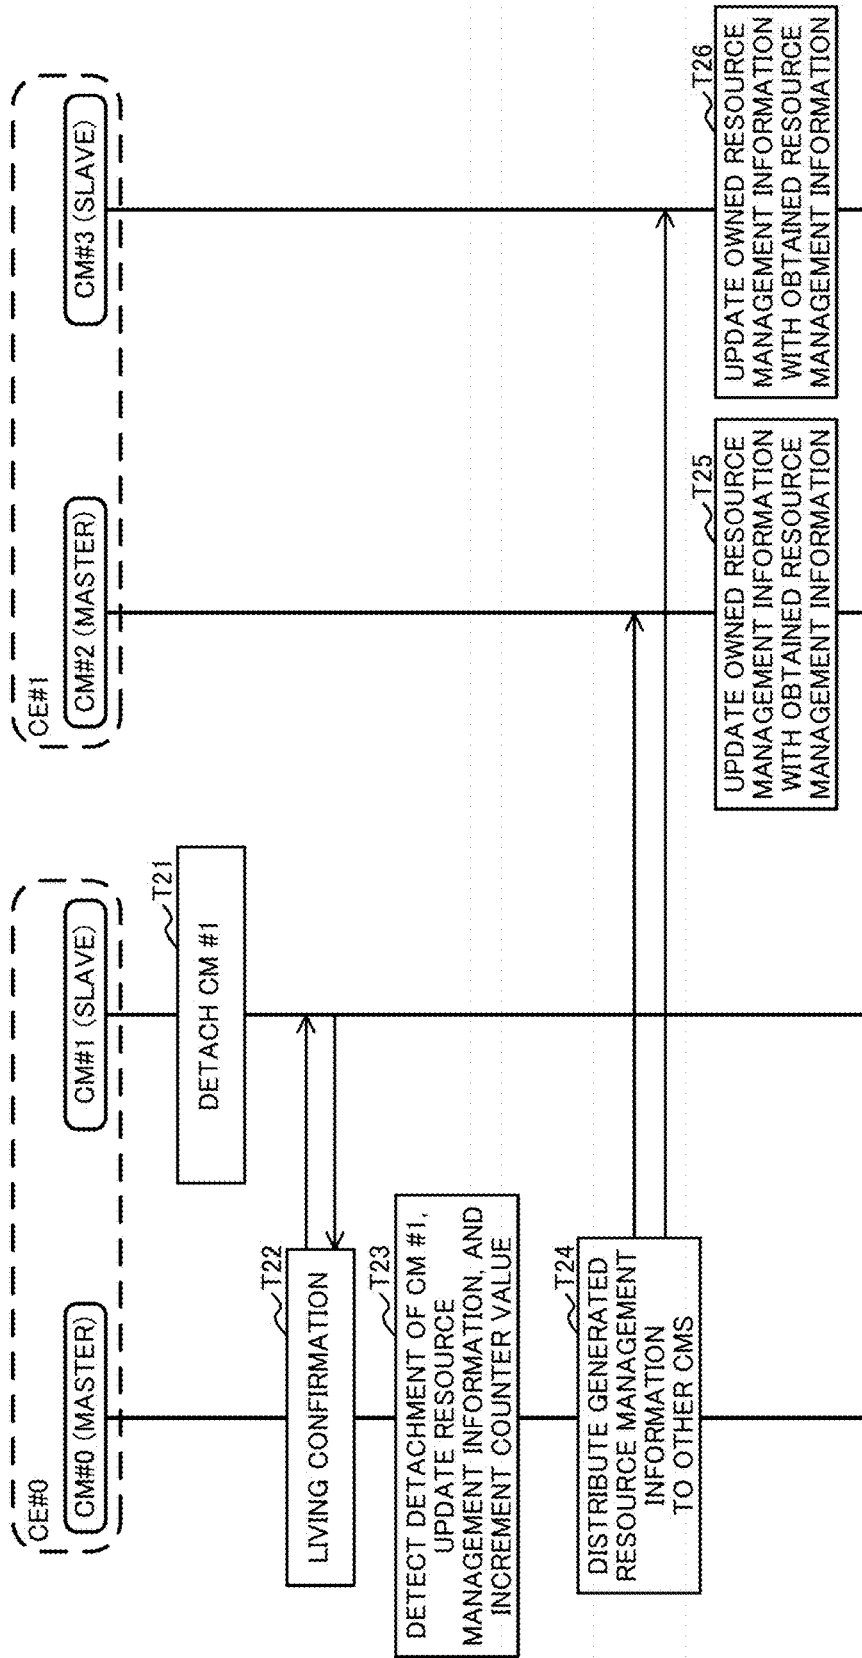 CE#0
CM#0 (MASTER)
CM#1 (SLAVE)
CE#1
CM#2 (MASTER)
CM#3 (SLAVE)
T21
DETACH CM #1
T22
LIVING CONFIRMATION
T23
DETECT DETACHMENT OF CM #1,
UPDATE RESOURCE
MANAGEMENT INFORMATION, AND
INCREMENT COUNTER VALUE
T24
DISTRIBUTE GENERATED
RESOURCE MANAGEMENT
INFORMATION
TO OTHER CMS
T25
UPDATE OWNED RESOURCE
MANAGEMENT INFORMATION
WITH OBTAINED RESOURCE
MANAGEMENT INFORMATION
T26
UPDATE OWNED RESOURCE
MANAGEMENT INFORMATION
WITH OBTAINED RESOURCE
MANAGEMENT INFORMATION